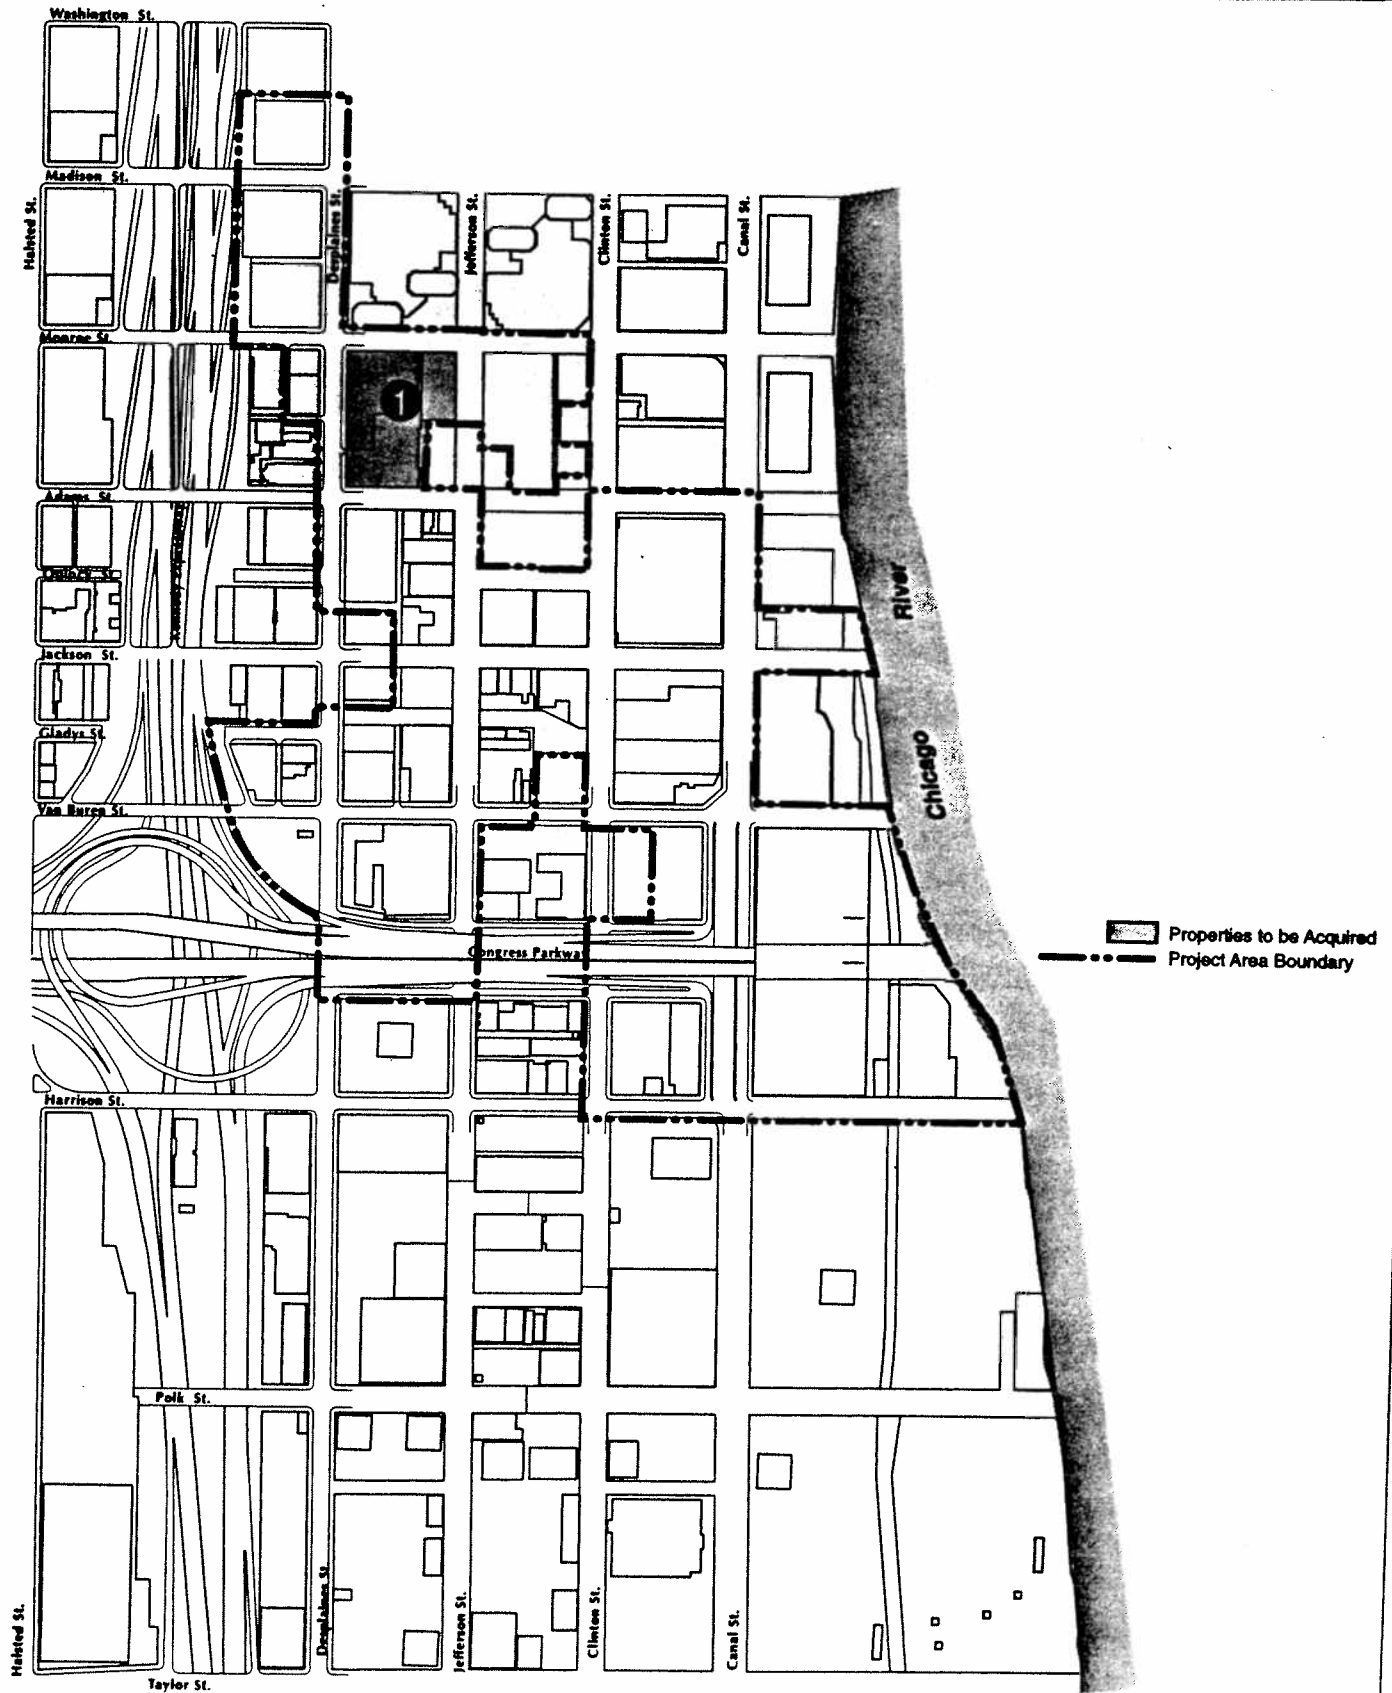 Washington St.
Madison St.
Halsted St.
Desplaines St.
Jefferson St.
Clinton St.
Canal St.
Monroe St.
1
Adams St.
Kennedy Expressway
Quincy St.
River
Jackson St.
Gladys St.
Chicago
Van Buren St.
Properties to be Acquired
Congress Parkway
Project Area Boundary
Harrison St.
Polk St.
Halsted St.
Desplaines St.
Jefferson St.
Clinton St.
Canal St.
Taylor St.